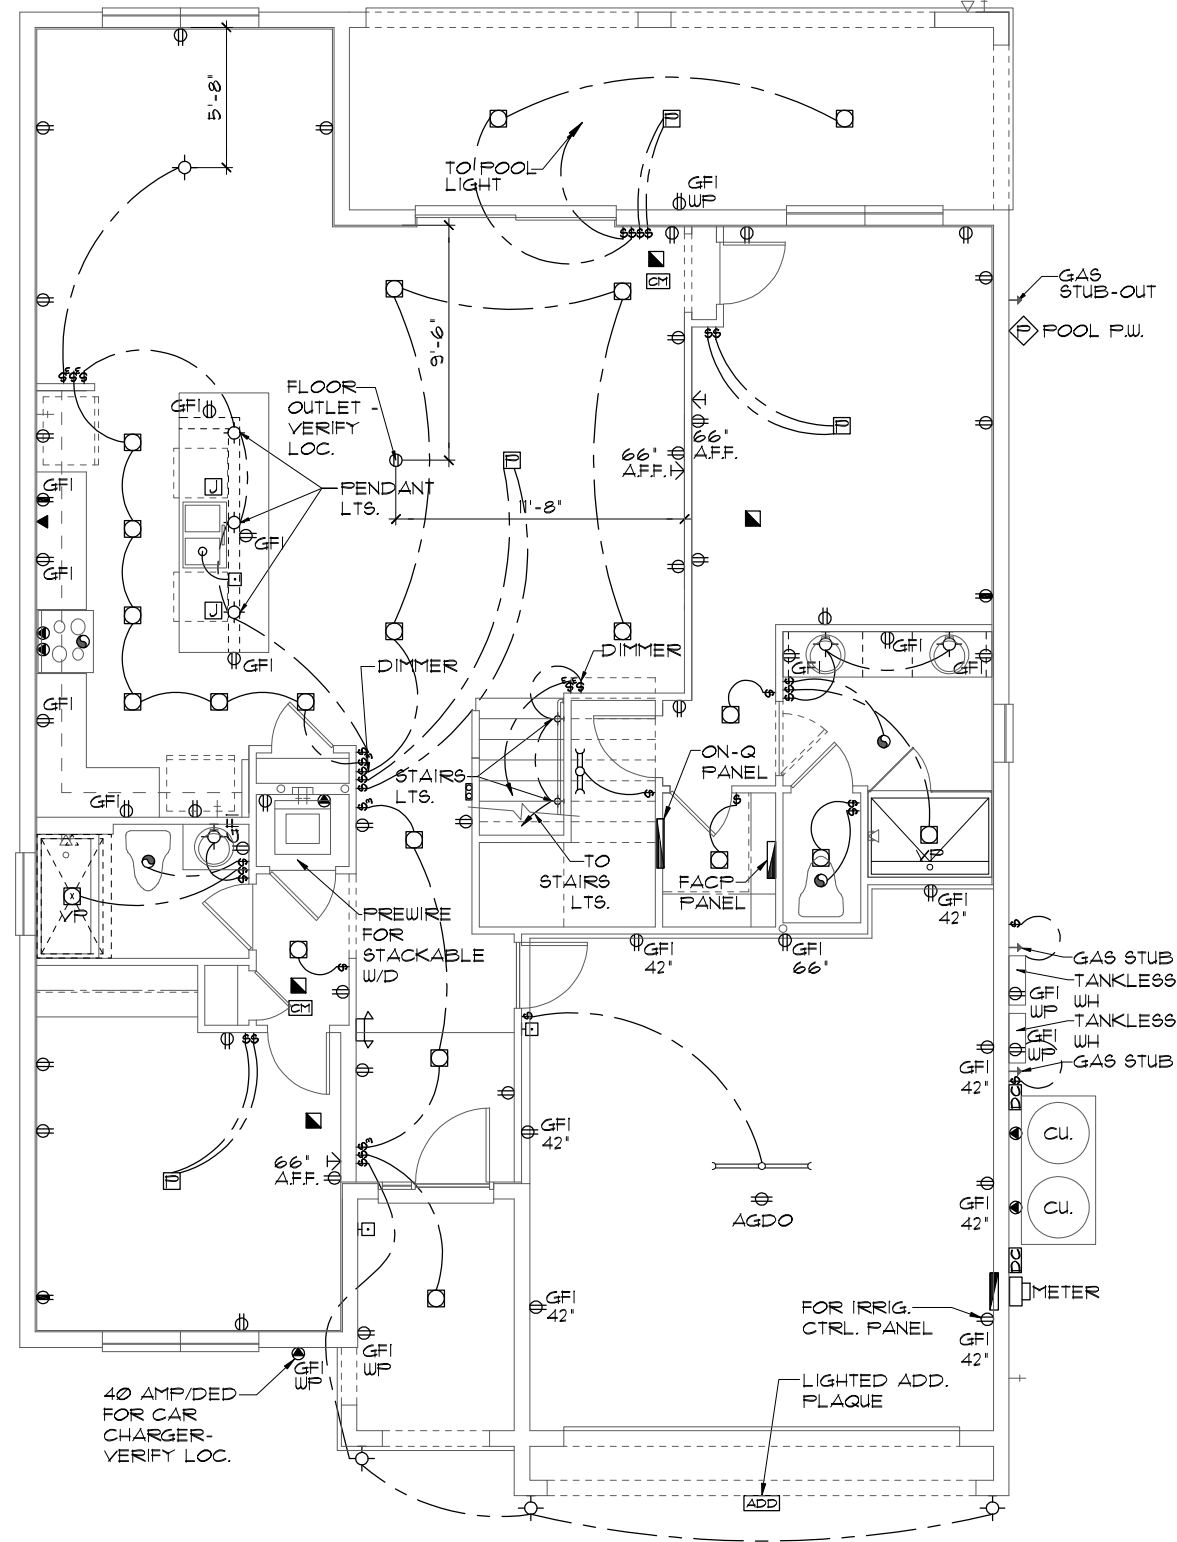 5'-8"
TO POOL
LIGHT
P
GFI
WP
$$$$
CM
GAS
STUB-OUT
P
POOL P.W.
9'-6"
FLOOR
OUTLET -
VERIFY
LOC.
GFI
$$$$
$$
P
66"
A.F.F.
66"
A.F.F.
P
PENDANT
LTS.
11'-8"
J
GFI
GFI
GFI
J
GFI
GFI
DIMMER
DIMMER
GFI
GFI
GFI
ON-Q
PANEL
STAIRS
LTS.
GFI
GFI
VP
TO
STAIRS
LTS.
FACP
PANEL
VP
GFI
42"
PREWIRE
FOR
STACKABLE
W/D
GFI
42"
GFI
66"
GAS STUB
TANKLESS
WH
GFI
WP
TANKLESS
WH
GFI
WP
GAS STUB
CM
$$
GFI
42"
DC
CU.
GFI
42"
66"
A.F.F.
P
GFI
42"
CU.
AGDO
DC
METER
GFI
42"
FOR IRRIG.
CTRL. PANEL
GFI
42"
GFI
WP
GFI
WP
40 AMP/DED
FOR CAR
CHARGER-
VERIFY LOC.
LIGHTED ADD.
PLAQUE
ADD